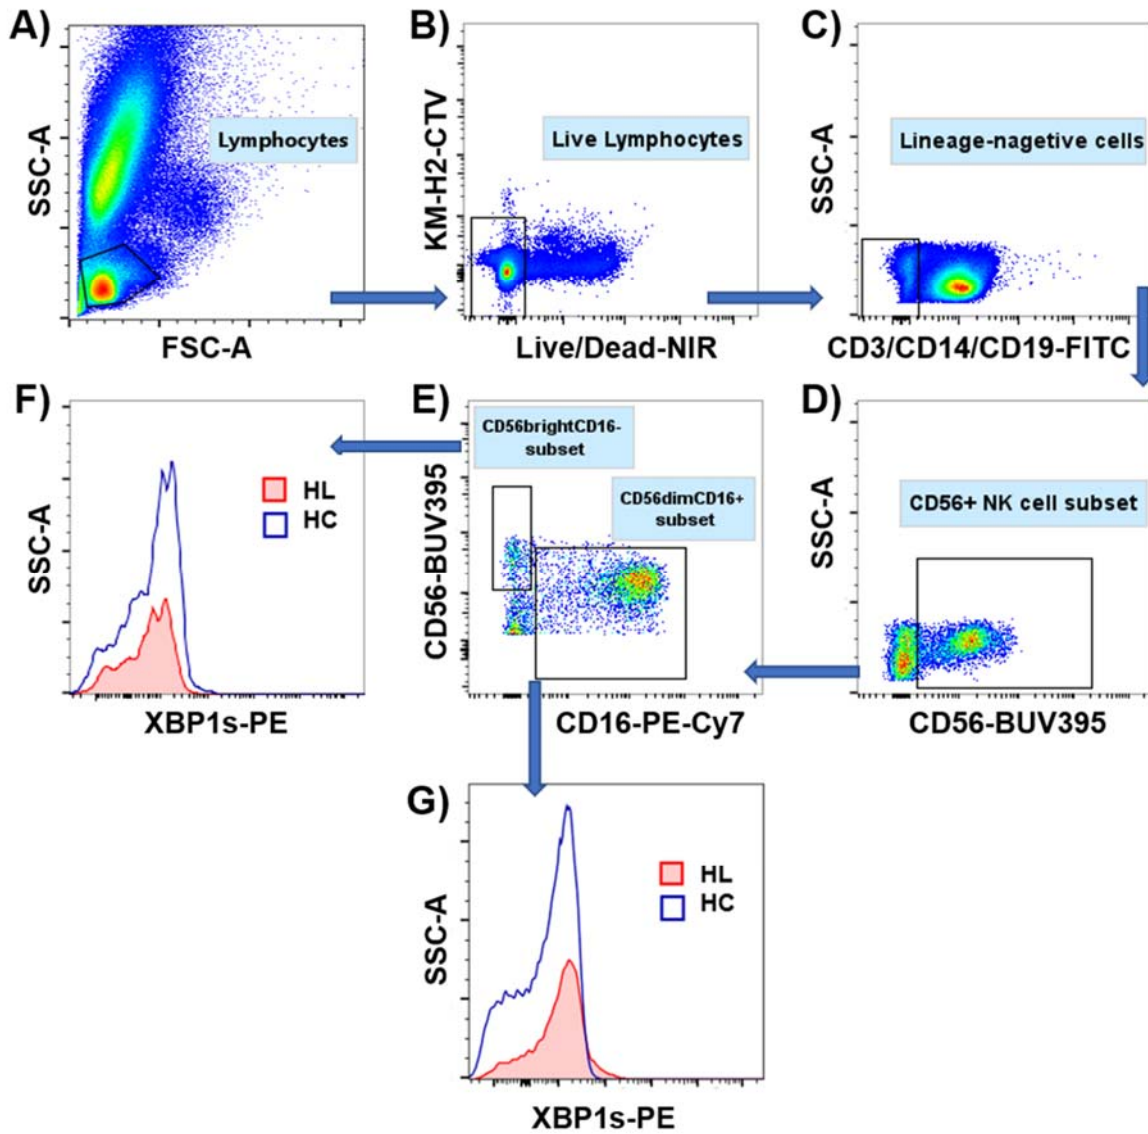 A)
SSC-A
Lymphocytes
FSC-A
B)
KM-H2-CTV
Live Lymphocytes
Live/Dead-NIR
C)
SSC-A
Lineage-nagetive cells
CD3/CD14/CD19-FITC
F)
SSC-A
HL
HC
XBP1s-PE
E)
CD56-BUV395
CD56brightCD16-
subset
CD56dimCD16+
subset
CD16-PE-Cy7
D)
SSC-A
CD56+ NK cell subset
CD56-BUV395
G)
SSC-A
HL
HC
XBP1s-PE